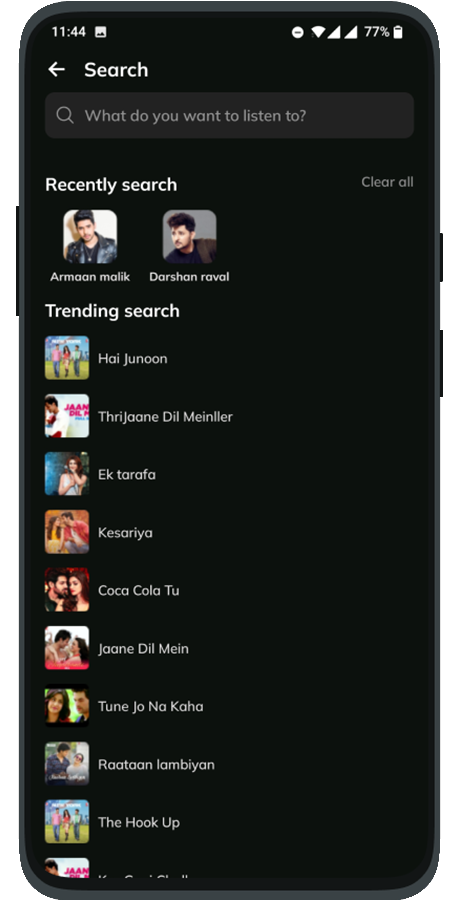 11:44 77%
Search
What do you want to listen to?
Recently search Clear all
Armaan malik Darshan raval
Trending search
Hai Junoon
ThriJaane Dil Meinller
Ek tarafa
Kesariya
Coca Cola Tu
Jaane Dil Mein
Tune Jo Na Kaha
Raataan lambiyan
The Hook Up